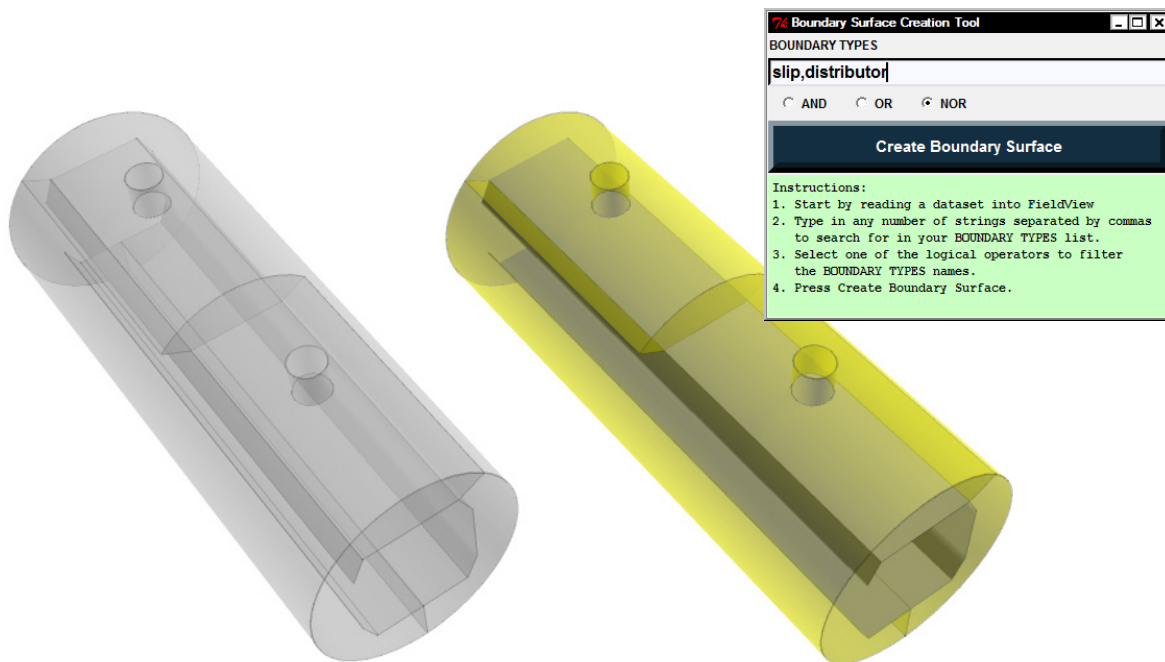 Boundary Surface Creation Tool
BOUNDARY TYPES
slip,distributor
AND OR NOR
Create Boundary Surface
Instructions:
1. Start by reading a dataset into FieldView
2. Type in any number of strings separated by commas
to search for in your BOUNDARY TYPES list.
3. Select one of the logical operators to filter
the BOUNDARY TYPES names.
4. Press Create Boundary Surface.